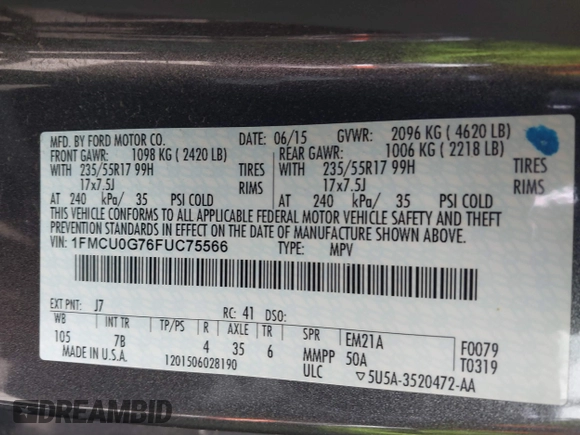 MFD. BY FORD MOTOR CO. DATE: 06/15 GVWR: 2096 KG ( 4620 LB)
FRONT GAWR: 1098 KG ( 2420 LB) REAR GAWR: 1006 KG ( 2218 LB)
WITH 235/55R17 99H TIRES WITH 235/55R17 99H TIRES
17x7.5J RIMS 17x7.5J RIMS
AT 240 kPa/ 35 PSI COLD AT 240 kPa/ 35 PSI COLD
THIS VEHICLE CONFORMS TO ALL APPLICABLE FEDERAL MOTOR VEHICLE SAFETY AND THEFT
PREVENTION STANDARDS IN EFFECT ON THE DATE OF MANUFACTURE SHOWN ABOVE.
VIN: 1FMCU0G76FUC75566 TYPE: MPV
EXT PNT: J7 RC: 41 DSO:
WB INT TR TP/PS R AXLE TR SPR EM21A F0079
105 7B 4 35 6 MMPP 50A T0319
MADE IN U.S.A. 1201506028190 ULC ▽5U5A-3520472-AA
DREAMBID